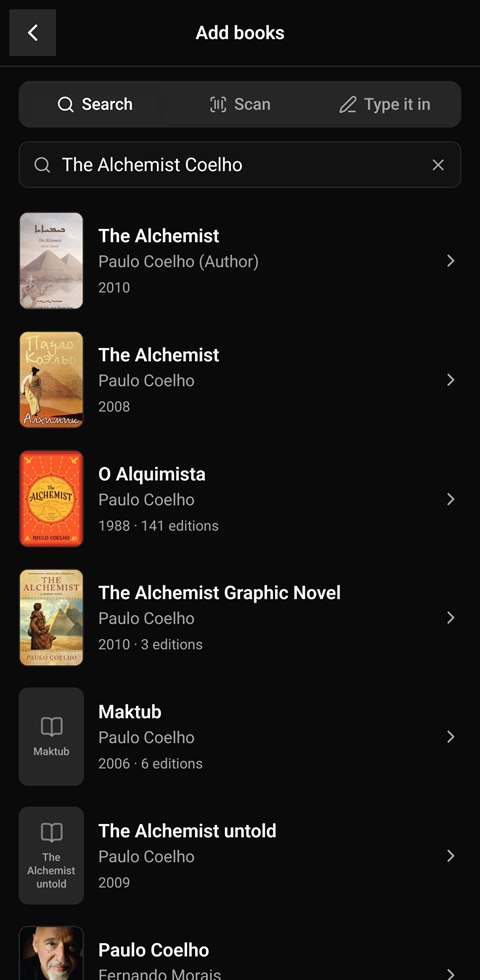 Add books
Search
Scan
Type it in
The Alchemist Coelho
The Alchemist
The Alchemist
Paulo Coelho (Author)
2010
Пауло
Коэльо
Алхимик
The Alchemist
Paulo Coelho
2008
The
ALCHEMIST
PAULO COELHO
O Alquimista
Paulo Coelho
1988 · 141 editions
THE
ALCHEMIST
PAULO COELHO
The Alchemist Graphic Novel
Paulo Coelho
2010 · 3 editions
Maktub
Maktub
Paulo Coelho
2006 · 6 editions
The
Alchemist
untold
The Alchemist untold
Paulo Coelho
2009
Paulo Coelho
Fernando Morais